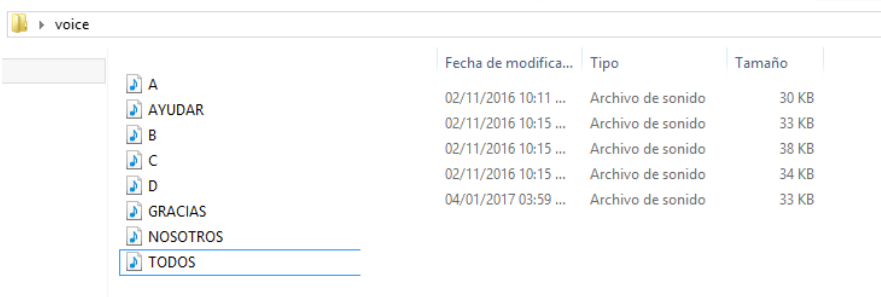 voice
Fecha de modifica... Tipo Tamaño
A
02/11/2016 10:11 ... Archivo de sonido 30 KB
AYUDAR
02/11/2016 10:15 ... Archivo de sonido 33 KB
B
02/11/2016 10:15 ... Archivo de sonido 38 KB
C
02/11/2016 10:15 ... Archivo de sonido 34 KB
D
04/01/2017 03:59 ... Archivo de sonido 33 KB
GRACIAS
NOSOTROS
TODOS